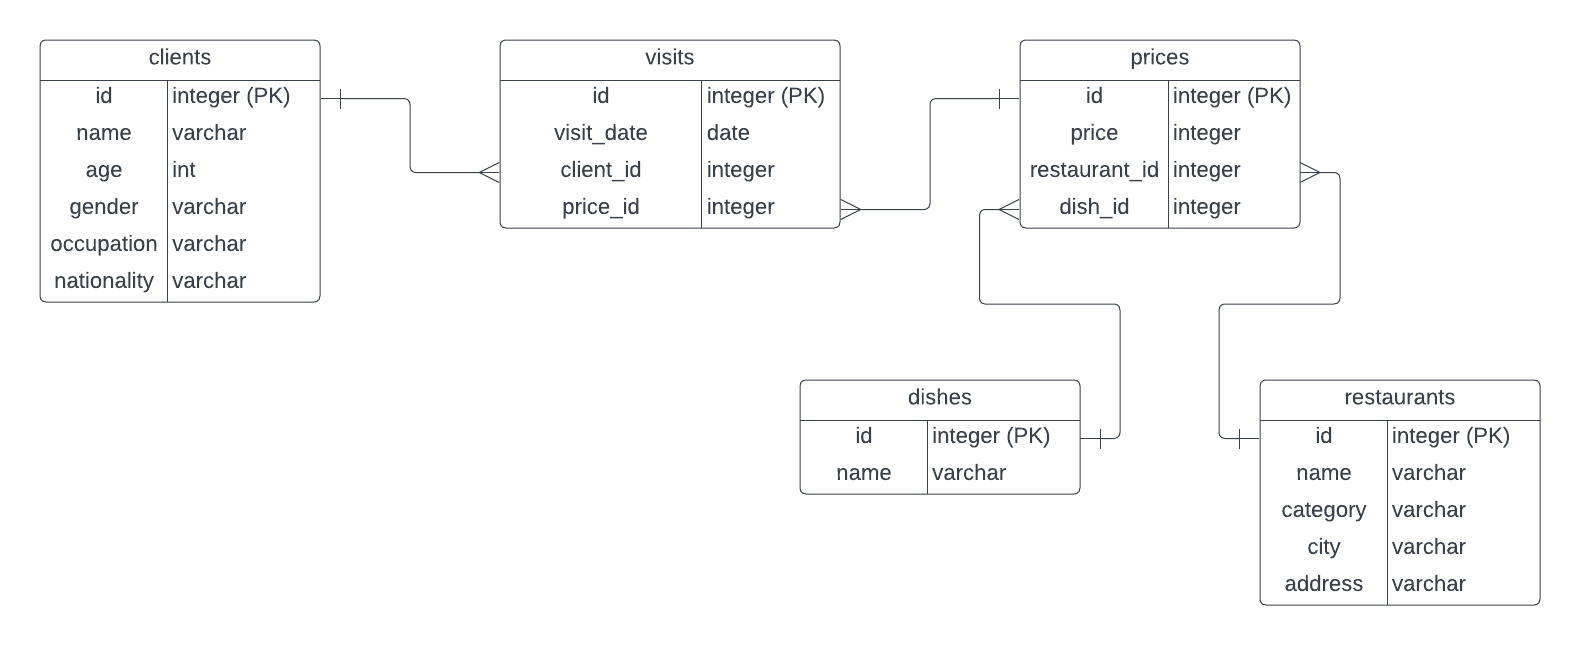 clients
id integer (PK)
name varchar
age int
gender varchar
occupation varchar
nationality varchar
visits
id integer (PK)
visit_date date
client_id integer
price_id integer
prices
id integer (PK)
price integer
restaurant_id integer
dish_id integer
dishes
id integer (PK)
name varchar
restaurants
id integer (PK)
name varchar
category varchar
city varchar
address varchar